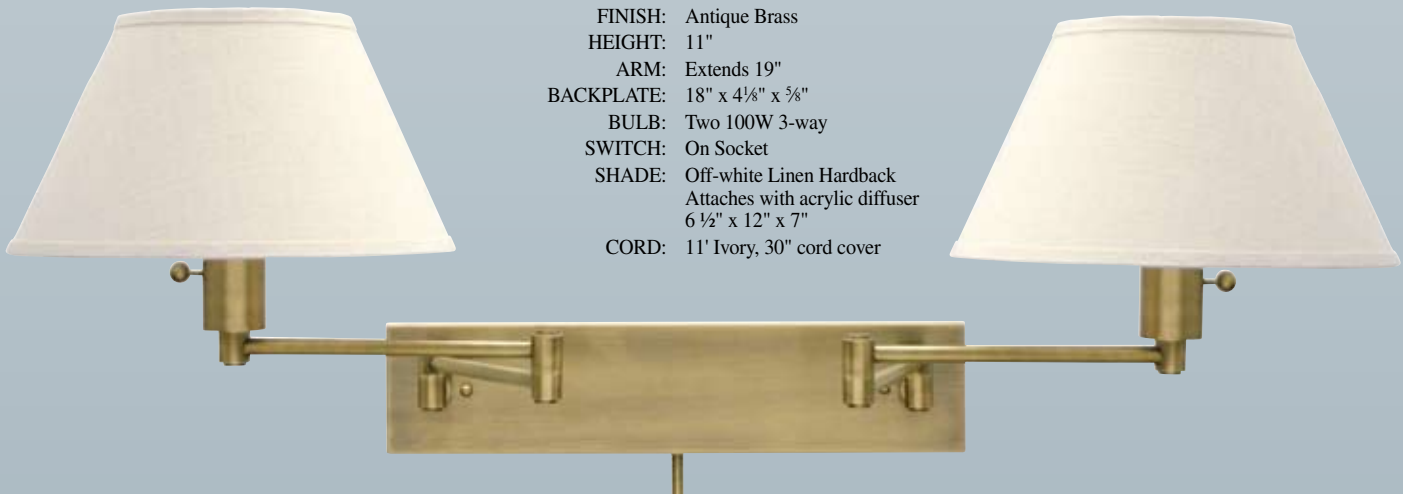 FINISH: Antique Brass
HEIGHT: 11"
ARM: Extends 19"
BACKPLATE: 18" x 4⅛" x ⅝"
BULB: Two 100W 3-way
SWITCH: On Socket
SHADE: Off-white Linen Hardback
Attaches with acrylic diffuser
6 ½" x 12" x 7"
CORD: 11' Ivory, 30" cord cover